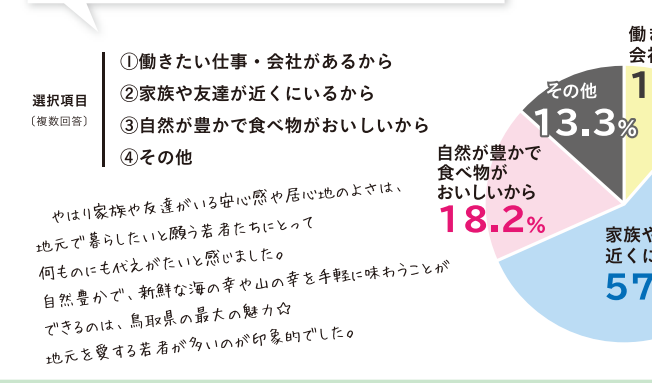 選択項目
〔複数回答〕
①働きたい仕事・会社があるから
②家族や友達が近くにいるから
③自然が豊かで食べ物がおいしいから
④その他
やはり家族や友達がいる安心感や居心地のよさは、
地元で暮らしたいと願う若者たちにとって
何ものにも代えがたいと感じました。
自然豊かで、新鮮な海の幸や山の幸を手軽に味わうことが
できるのは、鳥取県の最大の魅力☆
地元を愛する若者が多いのが印象的でした。
その他
13.3%
自然が豊かで
食べ物が
おいしいから
18.2%
働
会社
1
家族や
近くに
57